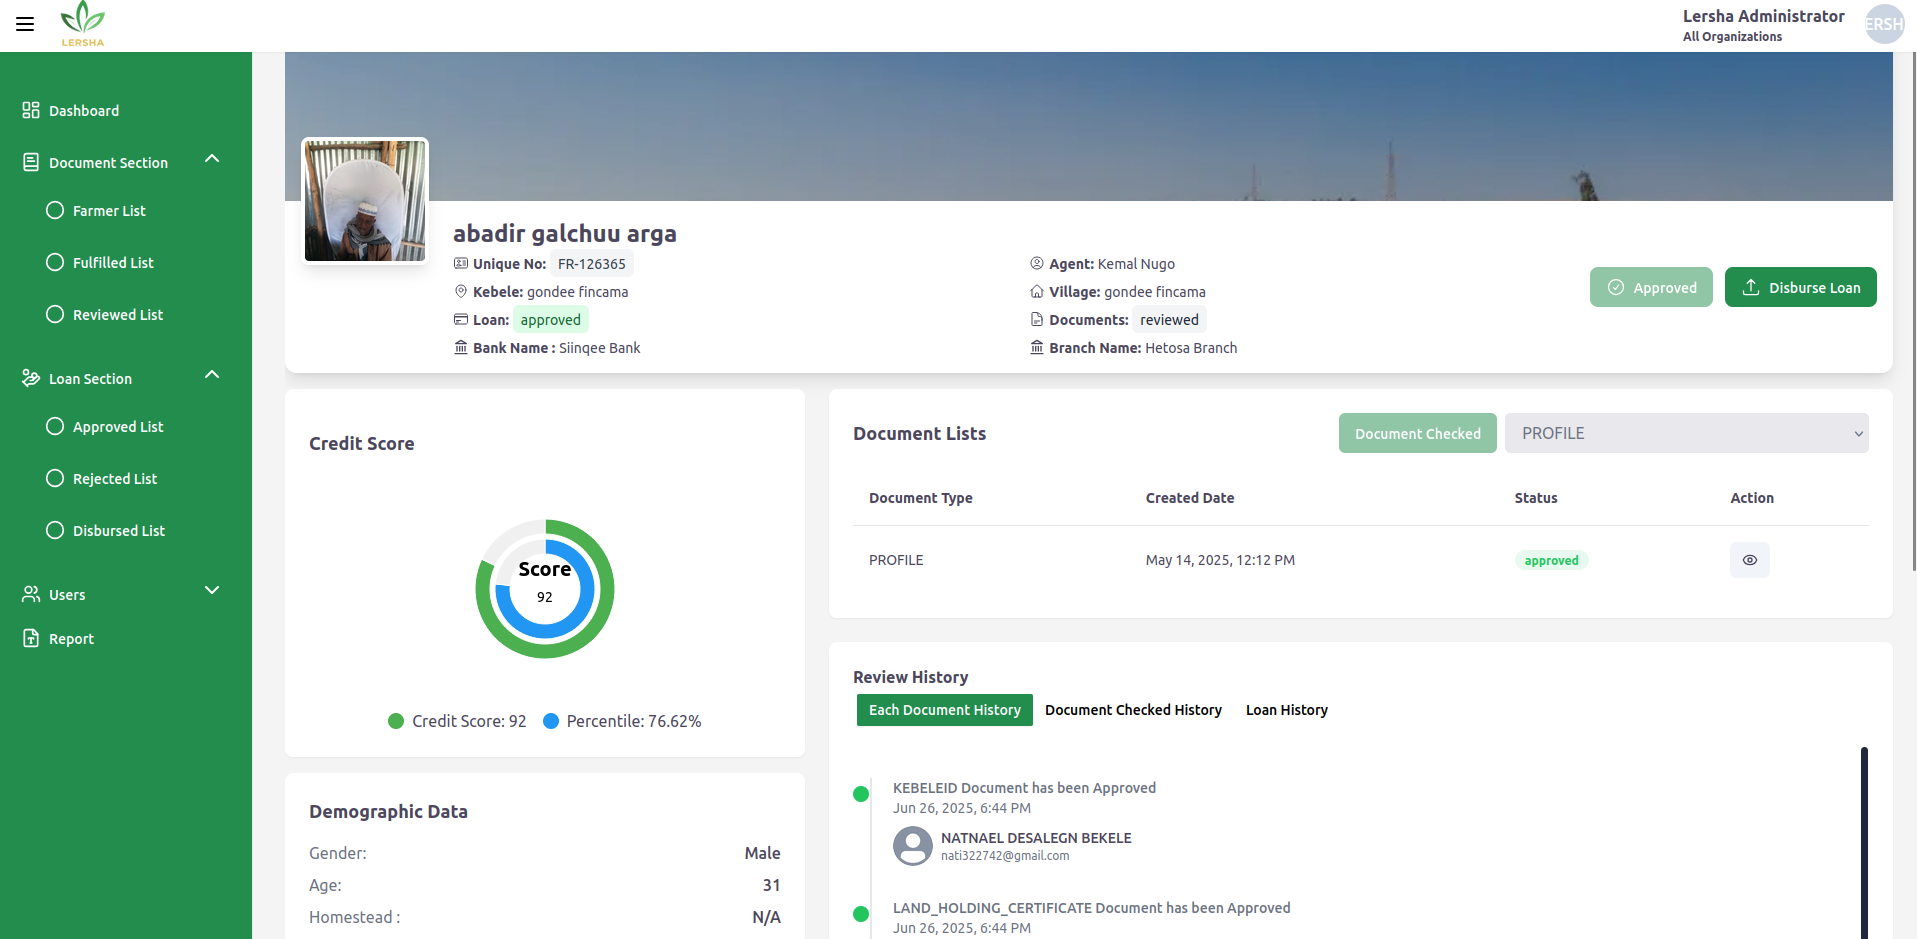 LERSHA
Lersha Administrator
All Organizations
ERSH
Dashboard
Document Section
Farmer List
Fulfilled List
Reviewed List
Loan Section
Approved List
Rejected List
Disbursed List
Users
Report
abadir galchuu arga
Unique No: FR-126365
Kebele: gondee fincama
Loan: approved
Bank Name : Siinqee Bank
Agent: Kemal Nugo
Village: gondee fincama
Documents: reviewed
Branch Name: Hetosa Branch
Approved
Disburse Loan
Credit Score
Score
92
Credit Score: 92 Percentile: 76.62%
Demographic Data
Gender: Male
Age: 31
Homestead : N/A
Document Lists
Document Checked
PROFILE
Document Type Created Date Status Action
PROFILE May 14, 2025, 12:12 PM approved
Review History
Each Document History Document Checked History Loan History
KEBELEID Document has been Approved
Jun 26, 2025, 6:44 PM
NATNAEL DESALEGN BEKELE
nati322742@gmail.com
LAND_HOLDING_CERTIFICATE Document has been Approved
Jun 26, 2025, 6:44 PM